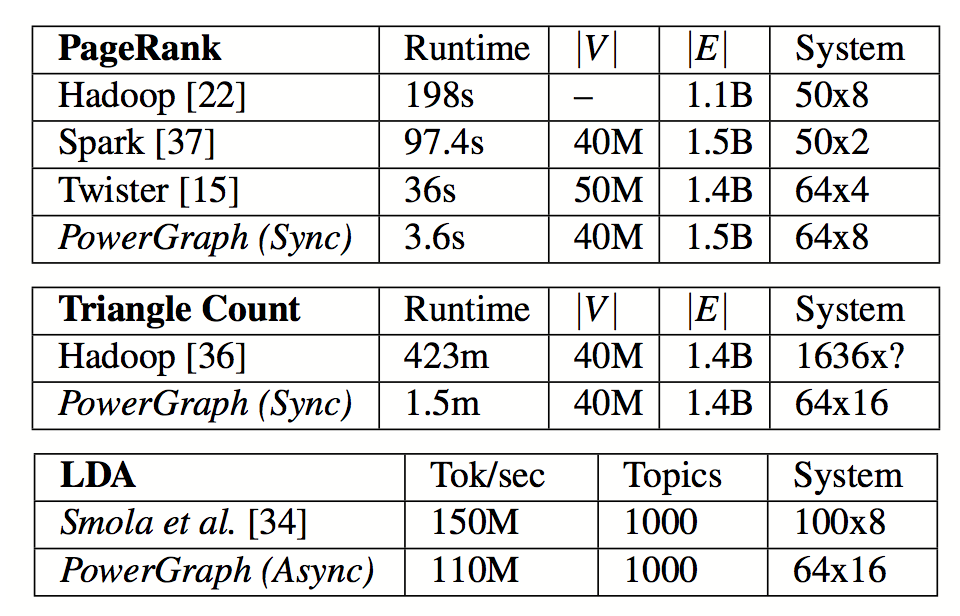 PageRank Runtime |V| |E| System
Hadoop [22] 198s – 1.1B 50x8
Spark [37] 97.4s 40M 1.5B 50x2
Twister [15] 36s 50M 1.4B 64x4
PowerGraph (Sync) 3.6s 40M 1.5B 64x8
Triangle Count Runtime |V| |E| System
Hadoop [36] 423m 40M 1.4B 1636x?
PowerGraph (Sync) 1.5m 40M 1.4B 64x16
LDA Tok/sec Topics System
Smola et al. [34] 150M 1000 100x8
PowerGraph (Async) 110M 1000 64x16